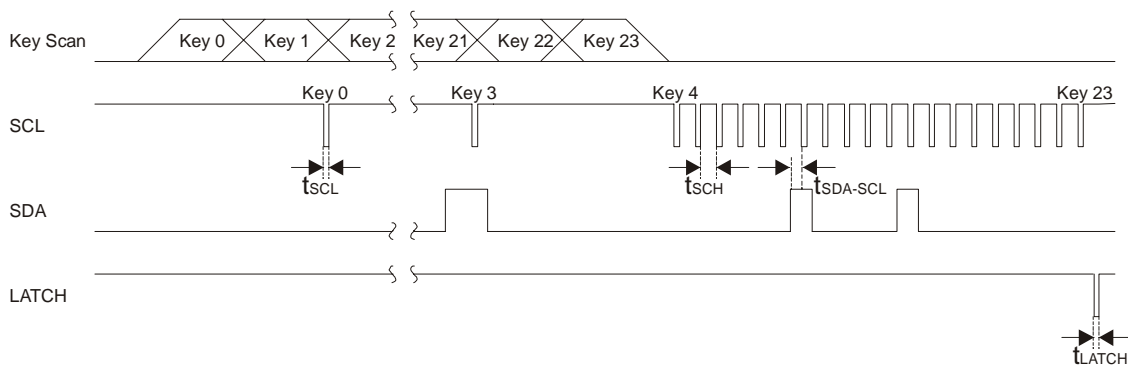 Key Scan
Key 0 Key 1 Key 2 Key 21 Key 22 Key 23
Key 0 Key 3 Key 4 Key 23
SCL
tSCL tSCH tSDA-SCL
SDA
LATCH
tLATCH